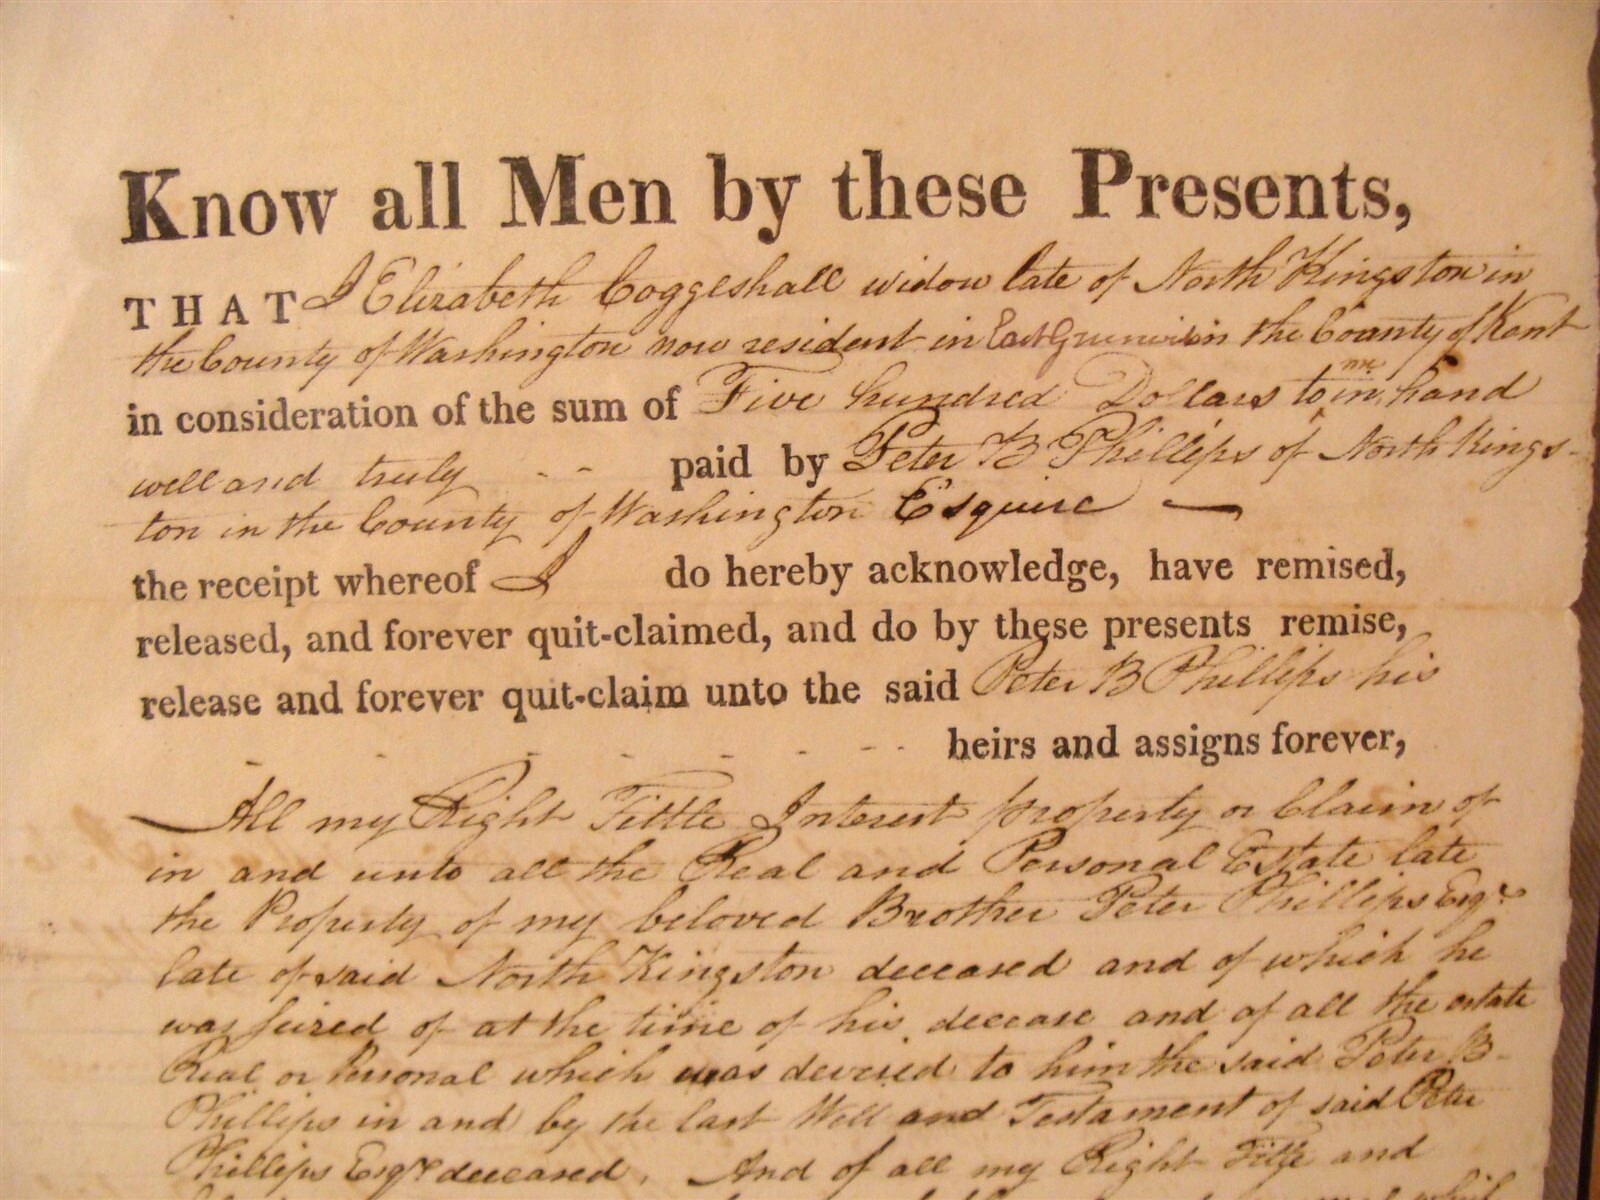 Know all Men by these Presents,
THAT I Elizabeth Coggeshall widow late of North Kingston in
the County of Washington now resident in East Greenwich in the County of Kent
in consideration of the sum of Five hundred Dollars to me in hand
well and truly - - paid by Peter B Phillips of North Kings-
ton in the County of Washington Esquire —
the receipt whereof I do hereby acknowledge, have remised,
released, and forever quit-claimed, and do by these presents remise,
release and forever quit-claim unto the said Peter B Phillips his
heirs and assigns forever,
All my Right Tittle Interest property or Claim of
in and unto all the Real and Personal Estate late
the Property of my beloved Brother Peter Phillips Esqr.
late of said North Kingston deceased and of which he
was seized of at the time of his decease and of all the estate
Real or Personal which was devised to him the said Peter B-
Phillips in and by the last Will and Testament of said Peter
Phillips Esqr deceased. And of all my Right Title and